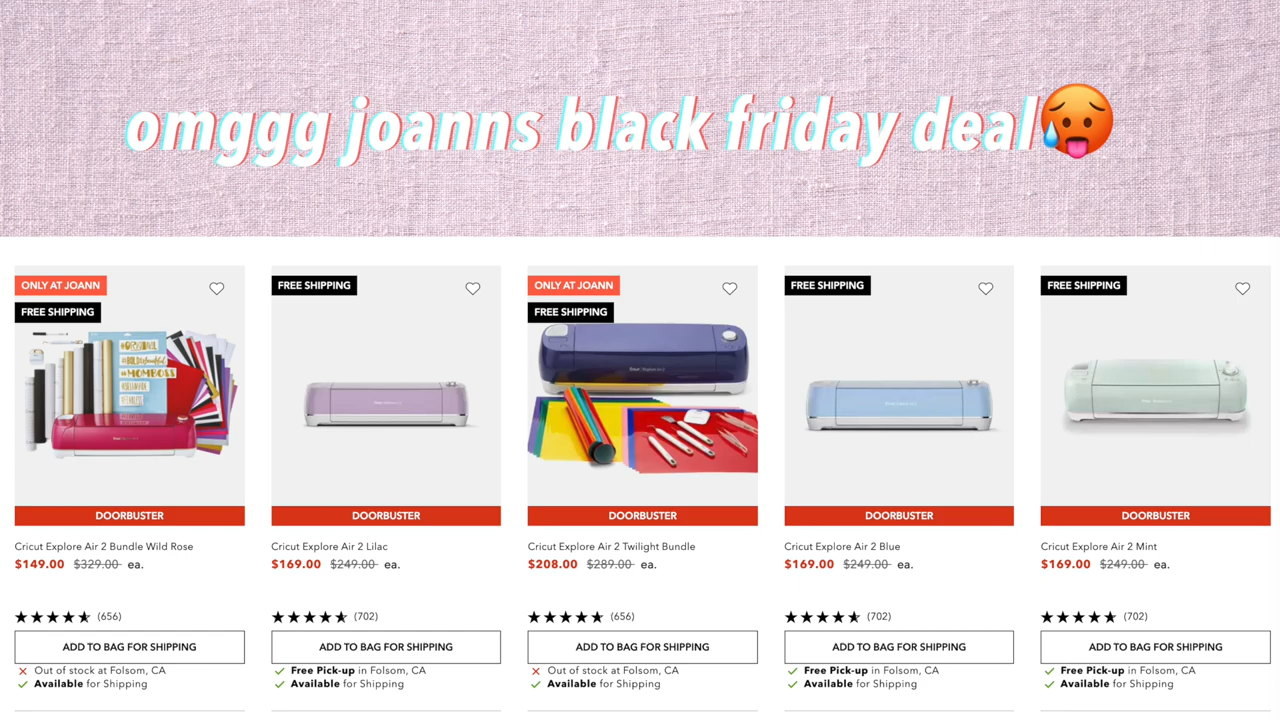 omggg joanns black friday deal🥵
ONLY AT JOANN
FREE SHIPPING
DOORBUSTER
Cricut Explore Air 2 Bundle Wild Rose
$149.00 $329.00 ea.
(656)
ADD TO BAG FOR SHIPPING
Out of stock at Folsom, CA
Available for Shipping
FREE SHIPPING
DOORBUSTER
Cricut Explore Air 2 Lilac
$169.00 $249.00 ea.
(702)
ADD TO BAG FOR SHIPPING
Free Pick-up in Folsom, CA
Available for Shipping
ONLY AT JOANN
FREE SHIPPING
DOORBUSTER
Cricut Explore Air 2 Twilight Bundle
$208.00 $289.00 ea.
(656)
ADD TO BAG FOR SHIPPING
Out of stock at Folsom, CA
Available for Shipping
FREE SHIPPING
DOORBUSTER
Cricut Explore Air 2 Blue
$169.00 $249.00 ea.
(702)
ADD TO BAG FOR SHIPPING
Free Pick-up in Folsom, CA
Available for Shipping
FREE SHIPPING
DOORBUSTER
Cricut Explore Air 2 Mint
$169.00 $249.00 ea.
(702)
ADD TO BAG FOR SHIPPING
Free Pick-up in Folsom, CA
Available for Shipping